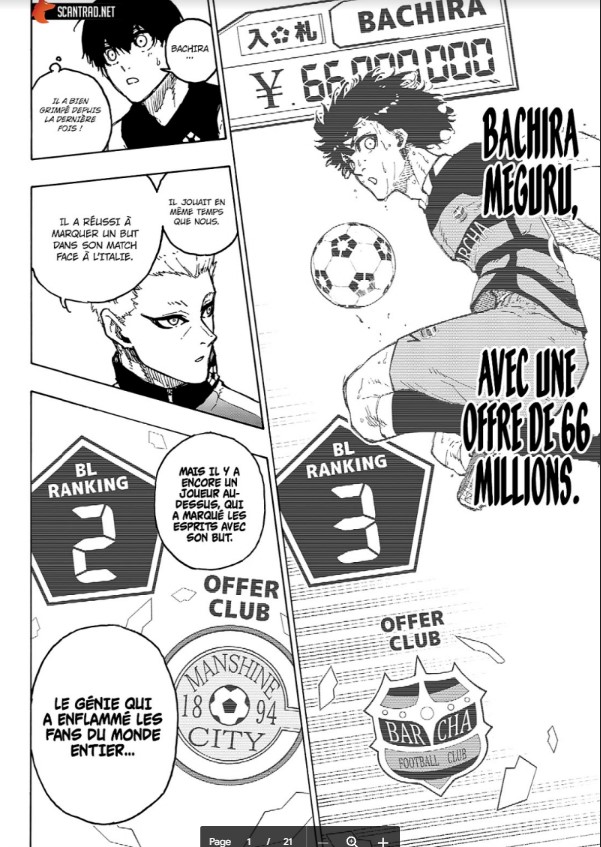 SCANTRAD.NET
BACHIRA
...
IL A BIEN
GRIMPÉ DEPUIS
LA DERNIÈRE
FOIS !
入札
BACHIRA
¥ 66000000
BACHIRA
MEGURU,
BARCHA
IL JOUAIT EN
MÊME TEMPS
QUE NOUS.
IL A RÉUSSI À
MARQUER UN BUT
DANS SON MATCH
FACE À L'ITALIE.
AVEC UNE
OFFRE DE 66
MILLIONS.
BL
RANKING
3
BL
RANKING
2
MAIS IL Y A
ENCORE UN
JOUEUR AU-
DESSUS, QUI
A MARQUÉ LES
ESPRITS AVEC
SON BUT.
OFFER
CLUB
MANSHINE
18 94
CITY
OFFER
CLUB
BAR CHA
FOOTBALL CLUB
LE GÉNIE QUI
A ENFLAMMÉ LES
FANS DU MONDE
ENTIER...
Page 1 / 21